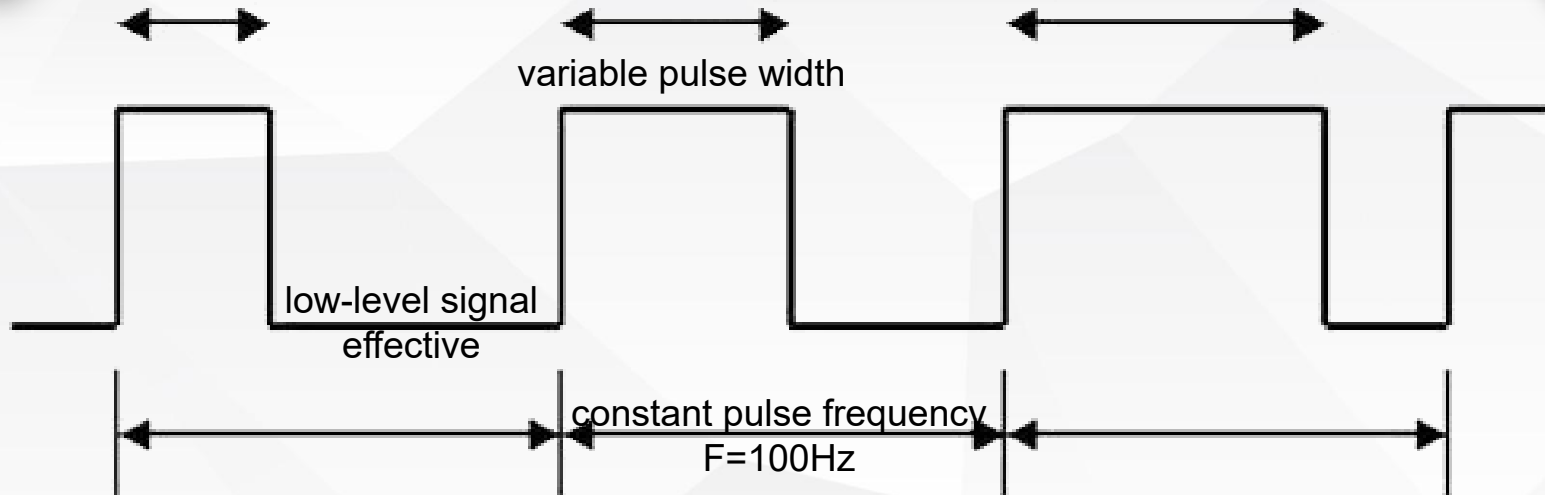 variable pulse width
low-level signal
effective
constant pulse frequency
F=100Hz